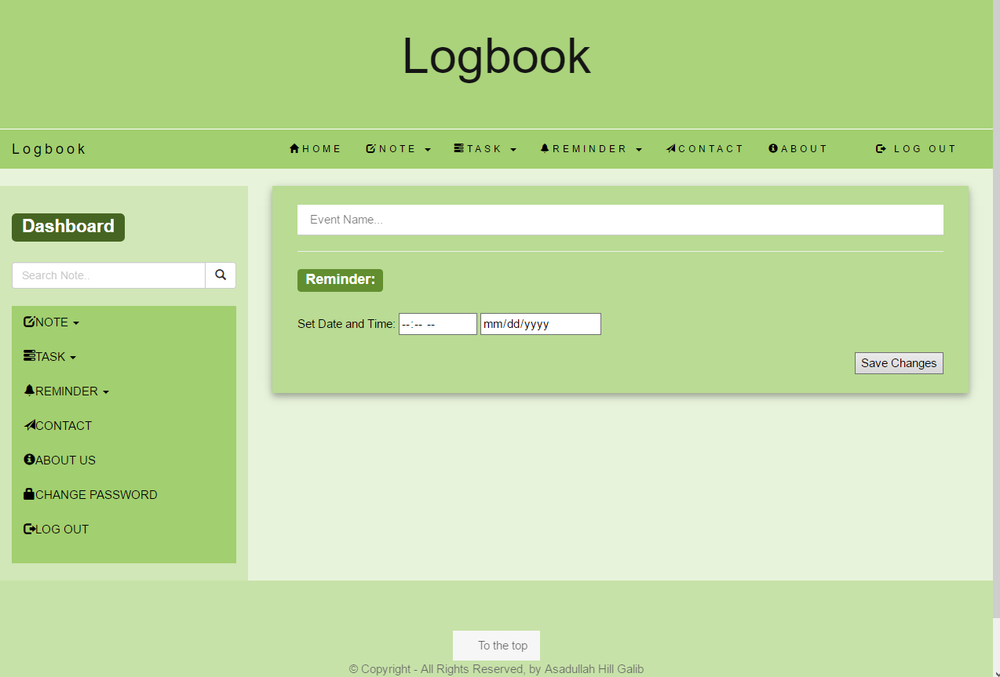 Logbook
Logbook HOME NOTE TASK REMINDER CONTACT ABOUT LOG OUT
Dashboard
Search Note..
NOTE
TASK
REMINDER
CONTACT
ABOUT US
CHANGE PASSWORD
LOG OUT
Event Name...
Reminder:
Set Date and Time: --:-- -- mm/dd/yyyy
Save Changes
To the top
© Copyright - All Rights Reserved, by Asadullah Hill Galib